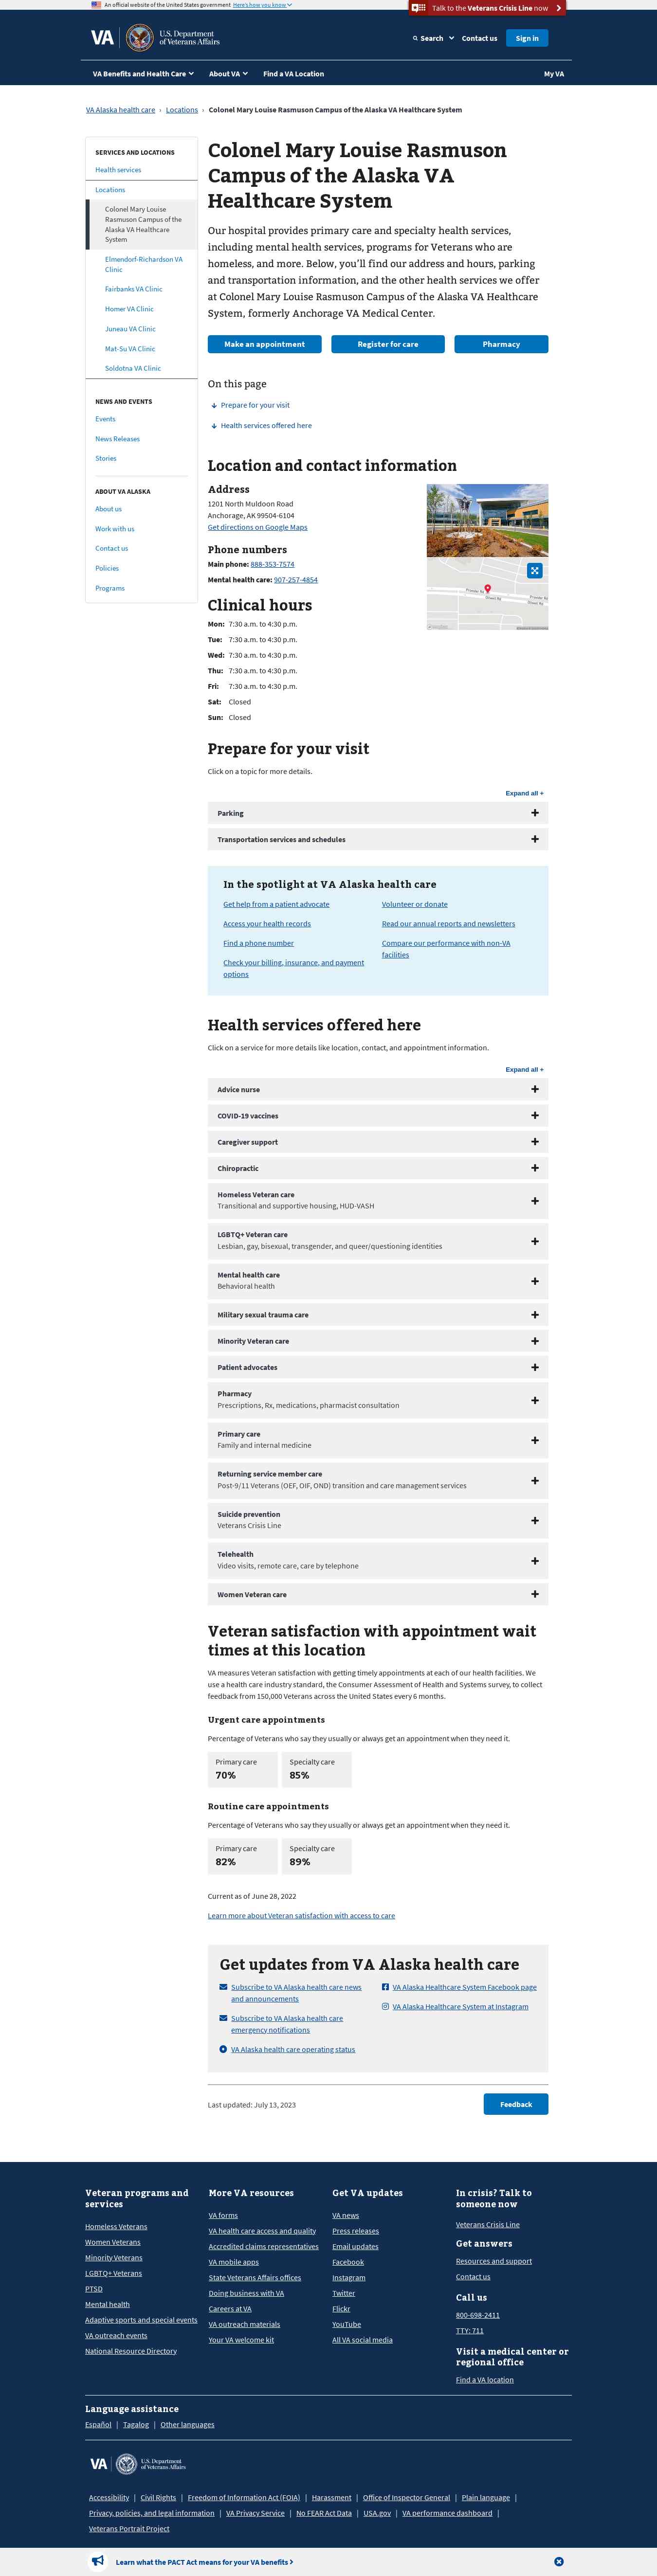 An official website of the United States government Here's how you know
Talk to the Veterans Crisis Line now
VA
U.S. Department
of Veterans Affairs
Search
Contact us
Sign in
VA Benefits and Health Care
About VA
Find a VA Location
My VA
VA Alaska health care › Locations › Colonel Mary Louise Rasmuson Campus of the Alaska VA Healthcare System
SERVICES AND LOCATIONS
Health services
Locations
Colonel Mary Louise
Rasmuson Campus of the
Alaska VA Healthcare
System
Elmendorf-Richardson VA
Clinic
Fairbanks VA Clinic
Homer VA Clinic
Juneau VA Clinic
Mat-Su VA Clinic
Soldotna VA Clinic
NEWS AND EVENTS
Events
News Releases
Stories
ABOUT VA ALASKA
About us
Work with us
Contact us
Policies
Programs
Colonel Mary Louise Rasmuson
Campus of the Alaska VA
Healthcare System
Our hospital provides primary care and specialty health services,
including mental health services, programs for Veterans who are
homeless, and more. Below, you'll find our address and hours, parking
and transportation information, and the other health services we offer
at Colonel Mary Louise Rasmuson Campus of the Alaska VA Healthcare
System, formerly Anchorage VA Medical Center.
Make an appointment
Register for care
Pharmacy
On this page
Prepare for your visit
Health services offered here
Location and contact information
Address
1201 North Muldoon Road
Anchorage, AK 99504-6104
Get directions on Google Maps
Phone numbers
Main phone: 888-353-7574
Mental health care: 907-257-4854
Clinical hours
Mon: 7:30 a.m. to 4:30 p.m.
Tue: 7:30 a.m. to 4:30 p.m.
Wed: 7:30 a.m. to 4:30 p.m.
Thu: 7:30 a.m. to 4:30 p.m.
Fri: 7:30 a.m. to 4:30 p.m.
Sat: Closed
Sun: Closed
Prepare for your visit
Click on a topic for more details.
Expand all +
Parking
Transportation services and schedules
In the spotlight at VA Alaska health care
Get help from a patient advocate
Access your health records
Find a phone number
Check your billing, insurance, and payment
options
Volunteer or donate
Read our annual reports and newsletters
Compare our performance with non-VA
facilities
Health services offered here
Click on a service for more details like location, contact, and appointment information.
Expand all +
Advice nurse
COVID-19 vaccines
Caregiver support
Chiropractic
Homeless Veteran care
Transitional and supportive housing, HUD-VASH
LGBTQ+ Veteran care
Lesbian, gay, bisexual, transgender, and queer/questioning identities
Mental health care
Behavioral health
Military sexual trauma care
Minority Veteran care
Patient advocates
Pharmacy
Prescriptions, Rx, medications, pharmacist consultation
Primary care
Family and internal medicine
Returning service member care
Post-9/11 Veterans (OEF, OIF, OND) transition and care management services
Suicide prevention
Veterans Crisis Line
Telehealth
Video visits, remote care, care by telephone
Women Veteran care
Veteran satisfaction with appointment wait
times at this location
VA measures Veteran satisfaction with getting timely appointments at each of our health facilities. We
use a health care industry standard, the Consumer Assessment of Health and Systems survey, to collect
feedback from 150,000 Veterans across the United States every 6 months.
Urgent care appointments
Percentage of Veterans who say they usually or always get an appointment when they need it.
Primary care
70%
Specialty care
85%
Routine care appointments
Percentage of Veterans who say they usually or always get an appointment when they need it.
Primary care
82%
Specialty care
89%
Current as of June 28, 2022
Learn more about Veteran satisfaction with access to care
Get updates from VA Alaska health care
Subscribe to VA Alaska health care news
and announcements
Subscribe to VA Alaska health care
emergency notifications
VA Alaska health care operating status
VA Alaska Healthcare System Facebook page
VA Alaska Healthcare System at Instagram
Last updated: July 13, 2023
Feedback
Veteran programs and
services
Homeless Veterans
Women Veterans
Minority Veterans
LGBTQ+ Veterans
PTSD
Mental health
Adaptive sports and special events
VA outreach events
National Resource Directory
More VA resources
VA forms
VA health care access and quality
Accredited claims representatives
VA mobile apps
State Veterans Affairs offices
Doing business with VA
Careers at VA
VA outreach materials
Your VA welcome kit
Get VA updates
VA news
Press releases
Email updates
Facebook
Instagram
Twitter
Flickr
YouTube
All VA social media
In crisis? Talk to
someone now
Veterans Crisis Line
Get answers
Resources and support
Contact us
Call us
800-698-2411
TTY: 711
Visit a medical center or
regional office
Find a VA location
Language assistance
Español | Tagalog | Other languages
VA
U.S. Department
of Veterans Affairs
Accessibility | Civil Rights | Freedom of Information Act (FOIA) | Harassment | Office of Inspector General | Plain language |
Privacy, policies, and legal information | VA Privacy Service | No FEAR Act Data | USA.gov | VA performance dashboard |
Veterans Portrait Project
Learn what the PACT Act means for your VA benefits